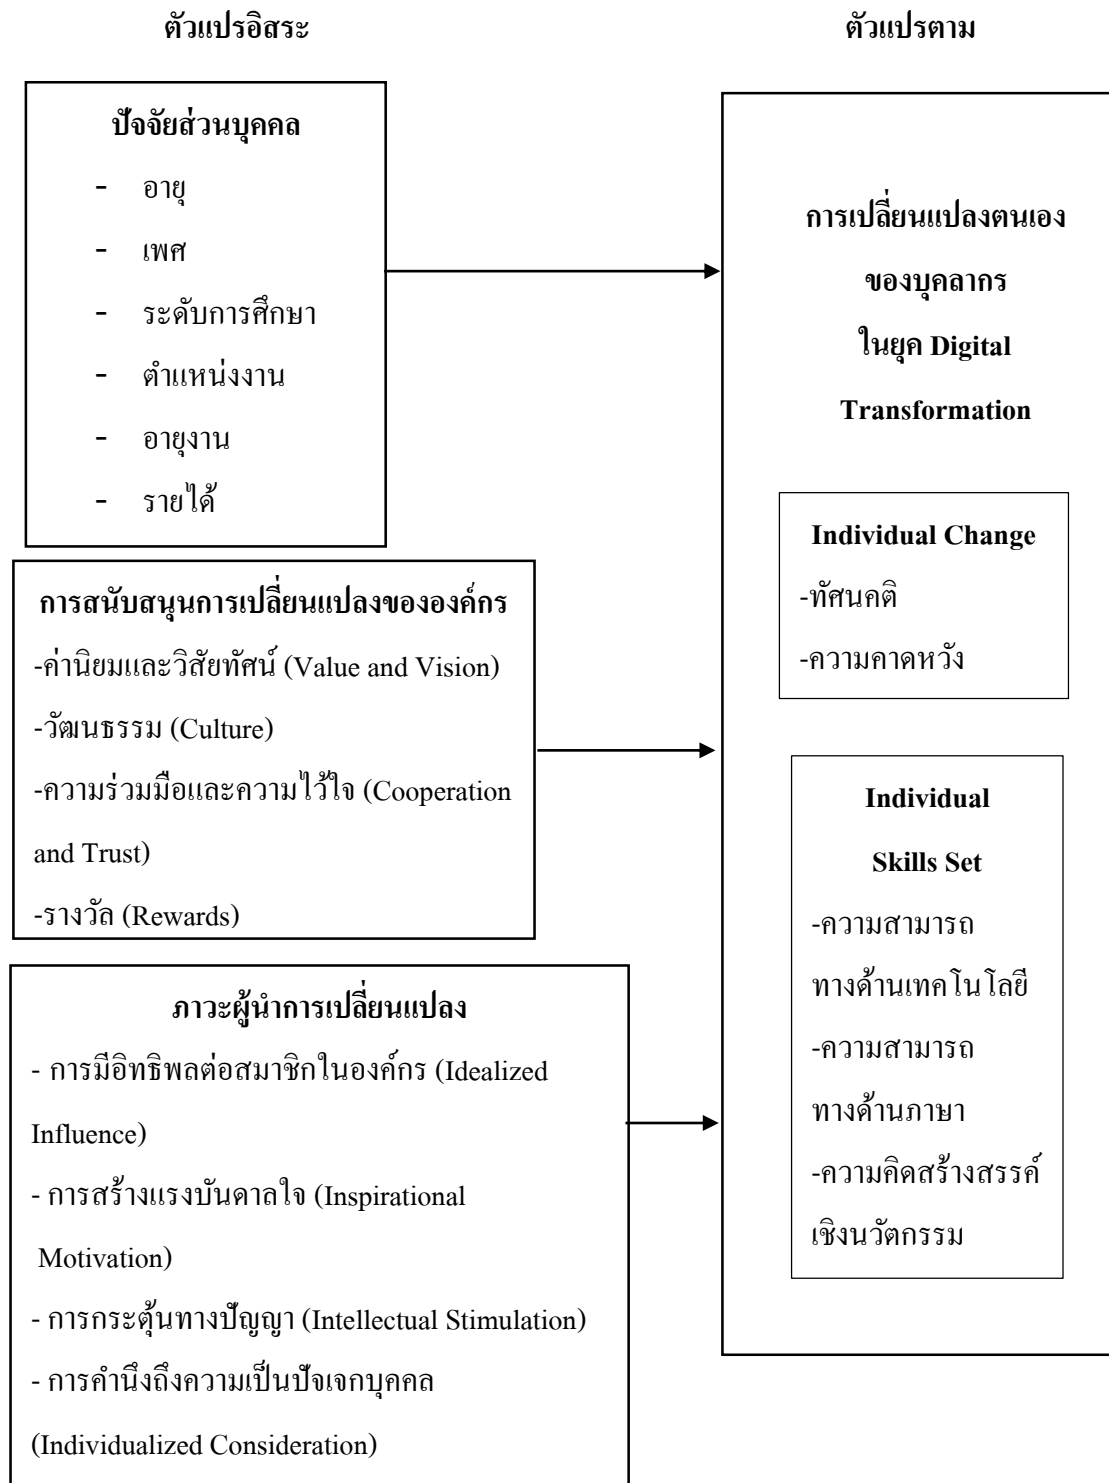 ตัวแปรอิสระ
ตัวแปรตาม
ปัจจัยส่วนบุคคล
- อายุ
- เพศ
- ระดับการศึกษา
- ตำแหน่งงาน
- อายุงาน
- รายได้
การสนับสนุนการเปลี่ยนแปลงขององค์กร
-ค่านิยมและวิสัยทัศน์ (Value and Vision)
-วัฒนธรรม (Culture)
-ความร่วมมือและความไว้ใจ (Cooperation
and Trust)
-รางวัล (Rewards)
ภาวะผู้นำการเปลี่ยนแปลง
- การมีอิทธิพลต่อสมาชิกในองค์กร (Idealized
Influence)
- การสร้างแรงบันดาลใจ (Inspirational
Motivation)
- การกระตุ้นทางปัญญา (Intellectual Stimulation)
- การคำนึงถึงความเป็นปัจเจกบุคคล
(Individualized Consideration)
การเปลี่ยนแปลงตนเอง
ของบุคลากร
ในยุค Digital
Transformation
Individual Change
-ทัศนคติ
-ความคาดหวัง
Individual
Skills Set
-ความสามารถ
ทางด้านเทคโนโลยี
-ความสามารถ
ทางด้านภาษา
-ความคิดสร้างสรรค์
เชิงนวัตกรรม